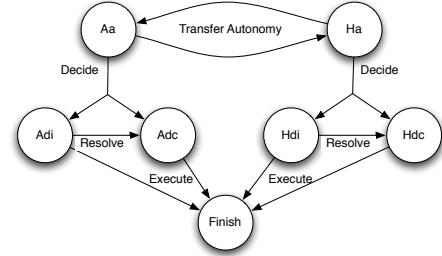 Aa
Transfer Autonomy
Ha
Decide
Decide
Adi
Resolve
Adc
Hdi
Resolve
Hdc
Execute
Execute
Finish